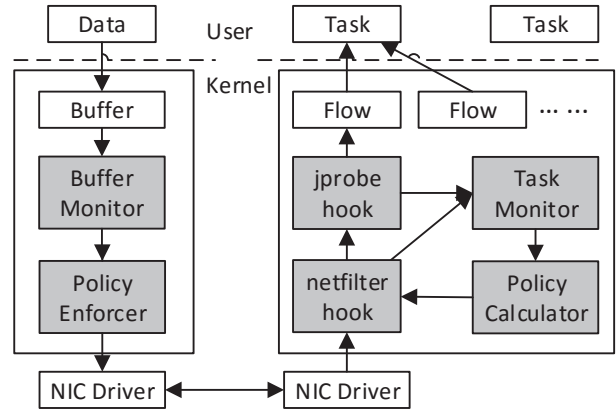 Data
User
Task
Task
Kernel
Buffer
Flow
Flow
... ...
Buffer
Monitor
jprobe
hook
Task
Monitor
Policy
Enforcer
netfilter
hook
Policy
Calculator
NIC Driver
NIC Driver